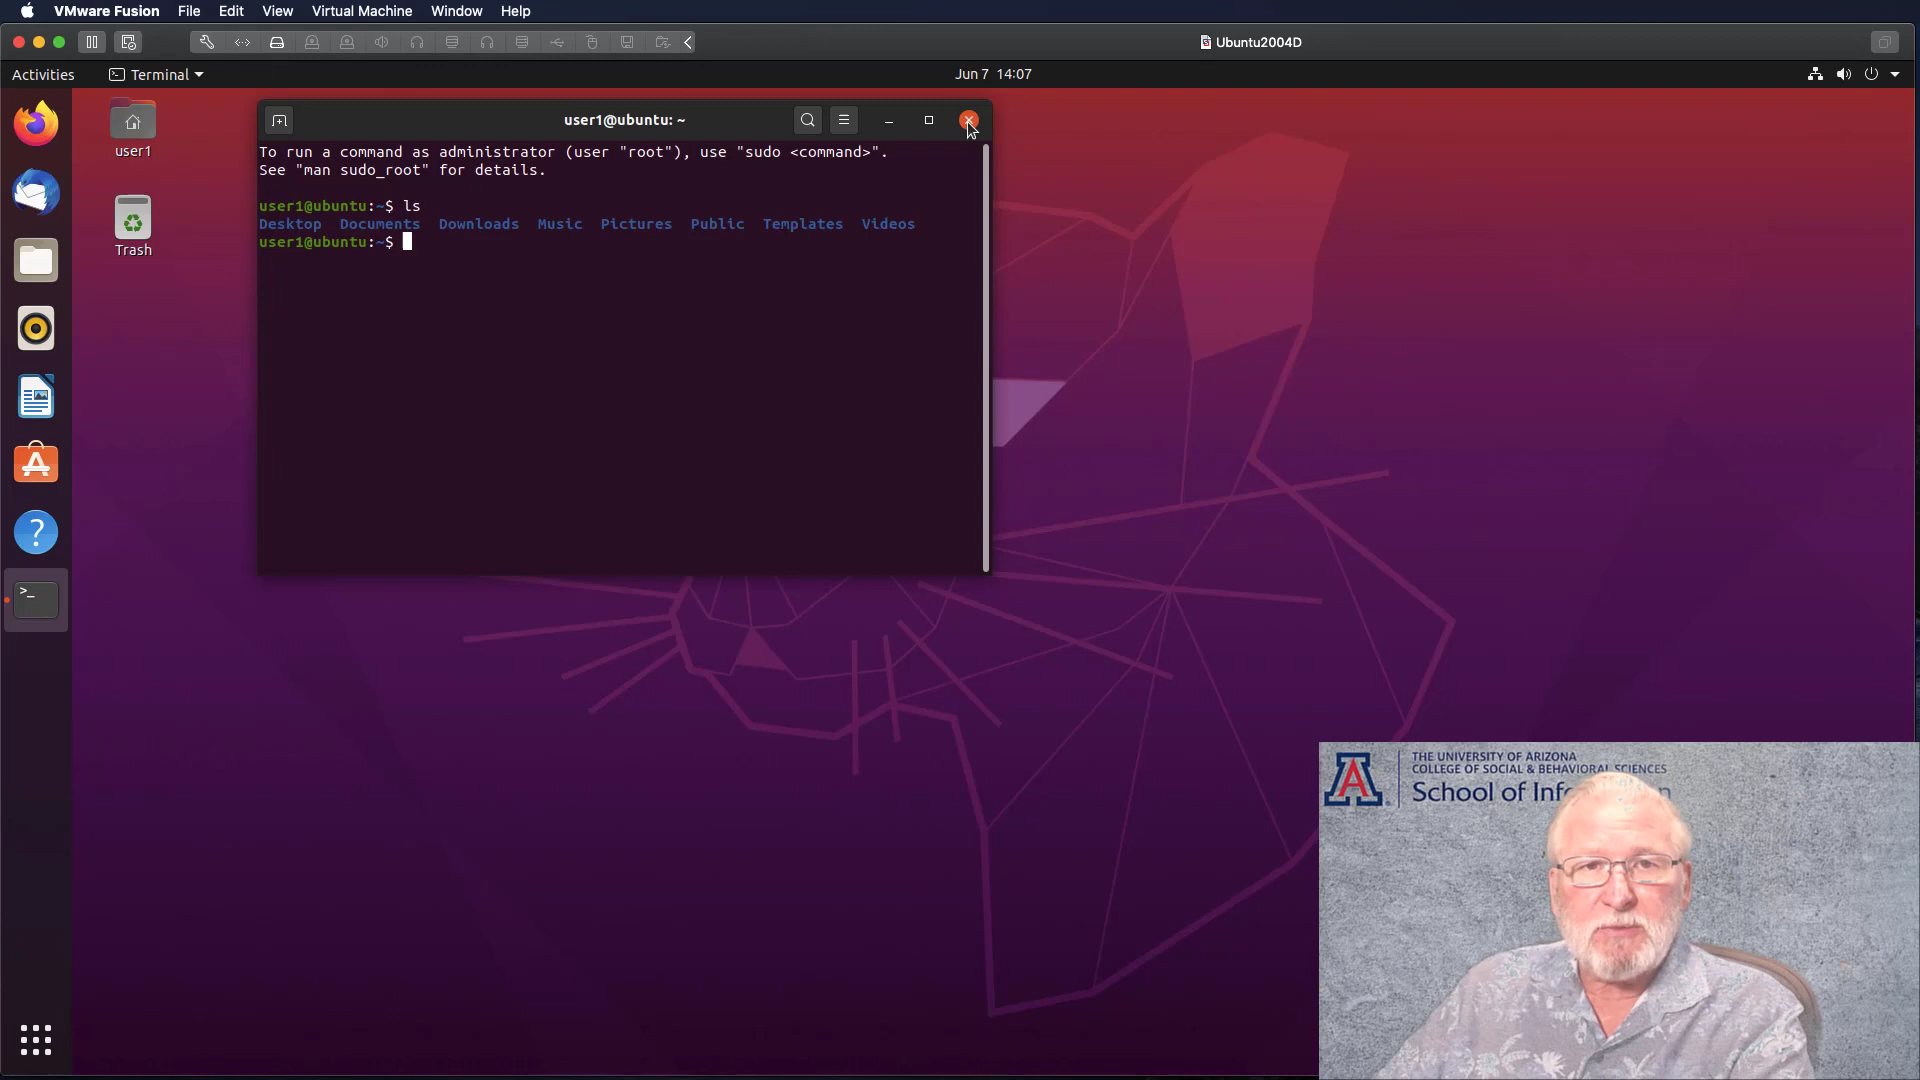 VMware Fusion File Edit View Virtual Machine Window Help
Ubuntu2004D
Activities Terminal Jun 7 14:07
user1
Trash
user1@ubuntu: ~
To run a command as administrator (user "root"), use "sudo <command>".
See "man sudo_root" for details.
user1@ubuntu:~$ ls
Desktop Documents Downloads Music Pictures Public Templates Videos
user1@ubuntu:~$
THE UNIVERSITY OF ARIZONA
COLLEGE OF SOCIAL & BEHAVIORAL SCIENCES
School of